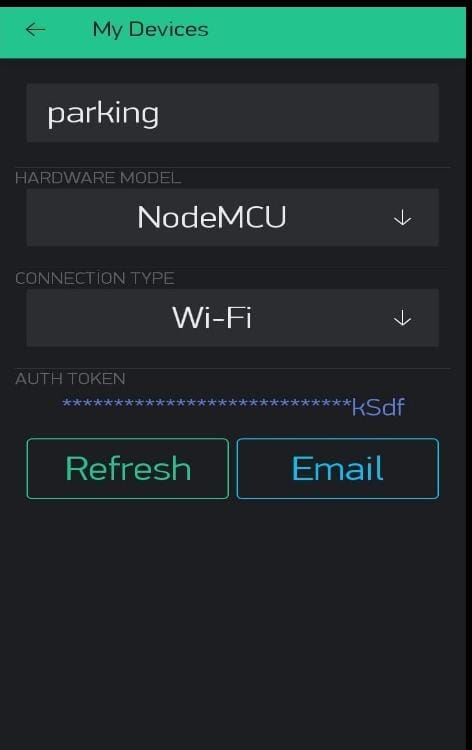 My Devices
parking
HARDWARE MODEL
NodeMCU
CONNECTION TYPE
Wi-Fi
AUTH TOKEN
****************************kSdf
Refresh Email